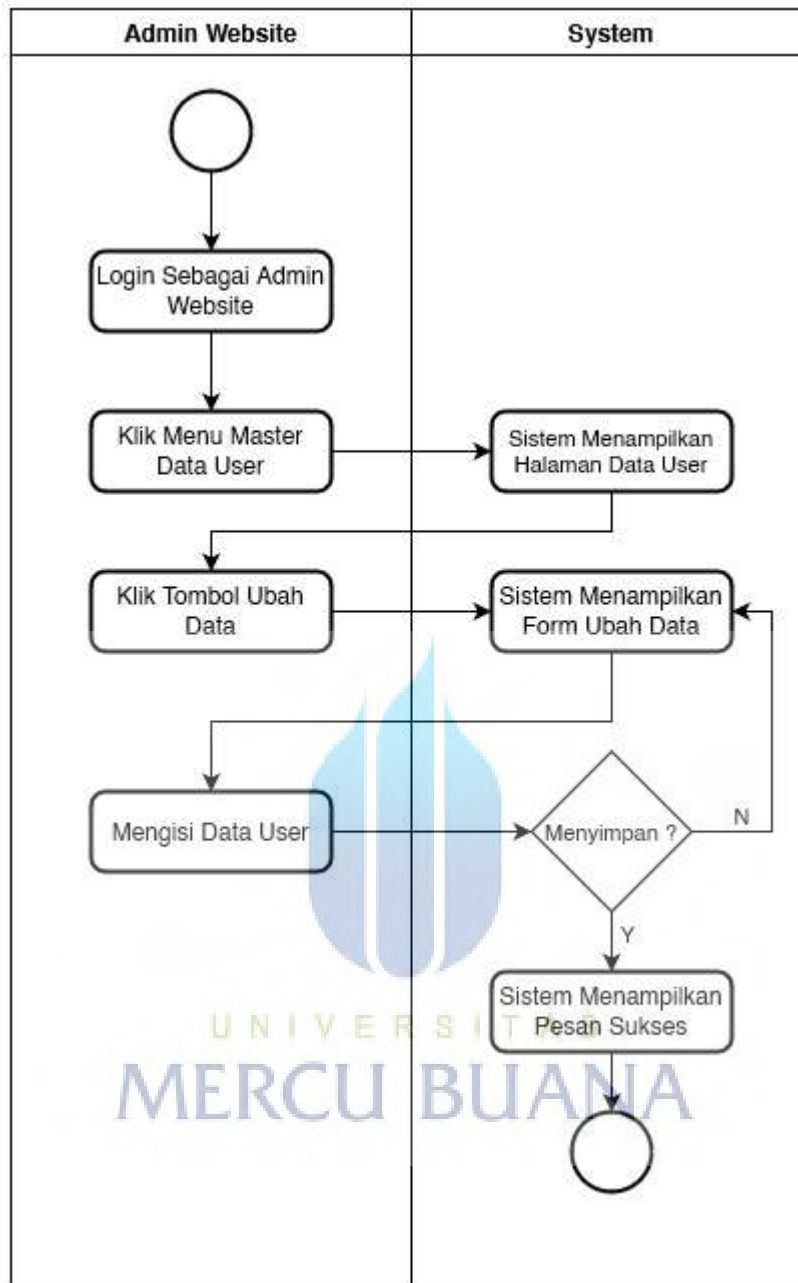 Admin Website
System
Login Sebagai Admin
Website
Klik Menu Master
Data User
Sistem Menampilkan
Halaman Data User
Klik Tombol Ubah
Data
Sistem Menampilkan
Form Ubah Data
Mengisi Data User
Menyimpan ?
N
Y
Sistem Menampilkan
Pesan Sukses
UNIVERSITAS
MERCU BUANA